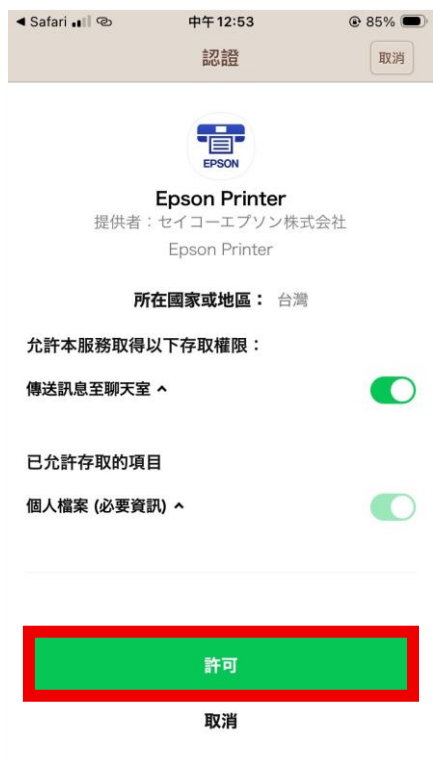 ◀ Safari 中午12:53 85%
認證 取消
EPSON
Epson Printer
提供者：セイコーエプソン株式会社
Epson Printer
所在國家或地區： 台灣
允許本服務取得以下存取權限：
傳送訊息至聊天室 ^
已允許存取的項目
個人檔案 (必要資訊) ^
許可
取消